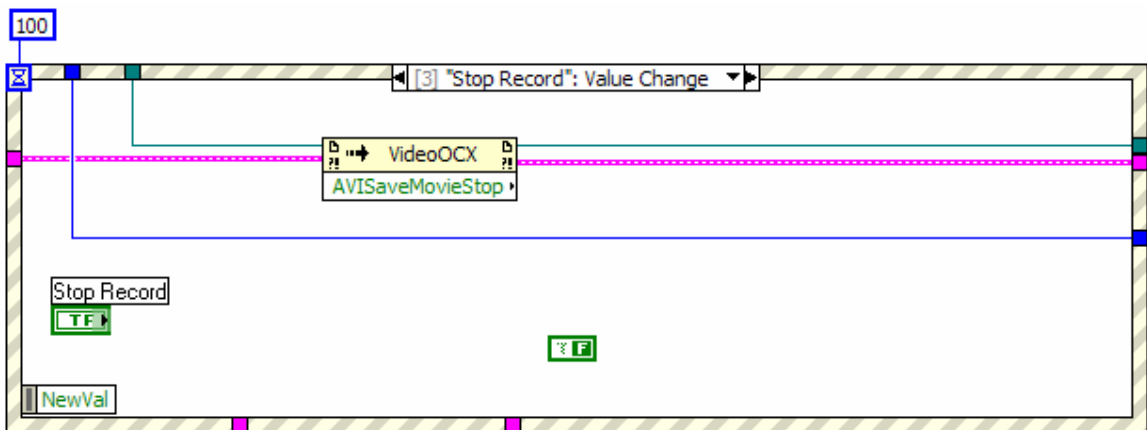 100
[3] "Stop Record": Value Change
VideoOCX
AVISaveMovieStop
Stop Record
TF
F
NewVal